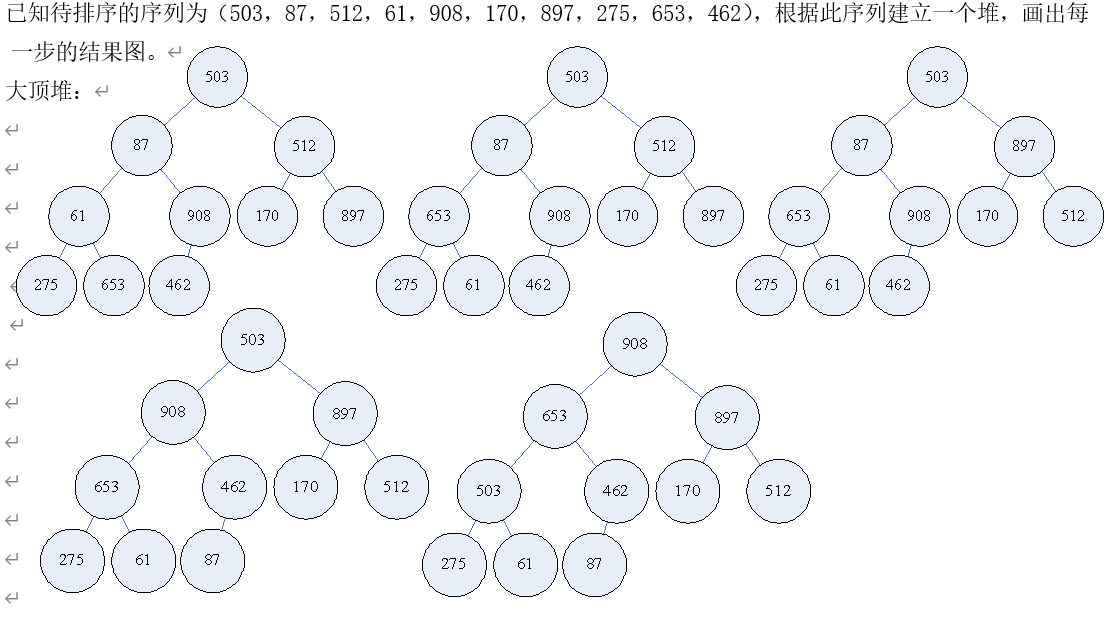 已知待排序的序列为（503，87，512，61，908，170，897，275，653，462），根据此序列建立一个堆，画出每
一步的结果图。
大顶堆：
503
87 512
61 908 170 897
275 653 462
503
87 512
653 908 170 897
275 61 462
503
87 897
653 908 170 512
275 61 462
503
908 897
653 462 170 512
275 61 87
908
653 897
503 462 170 512
275 61 87